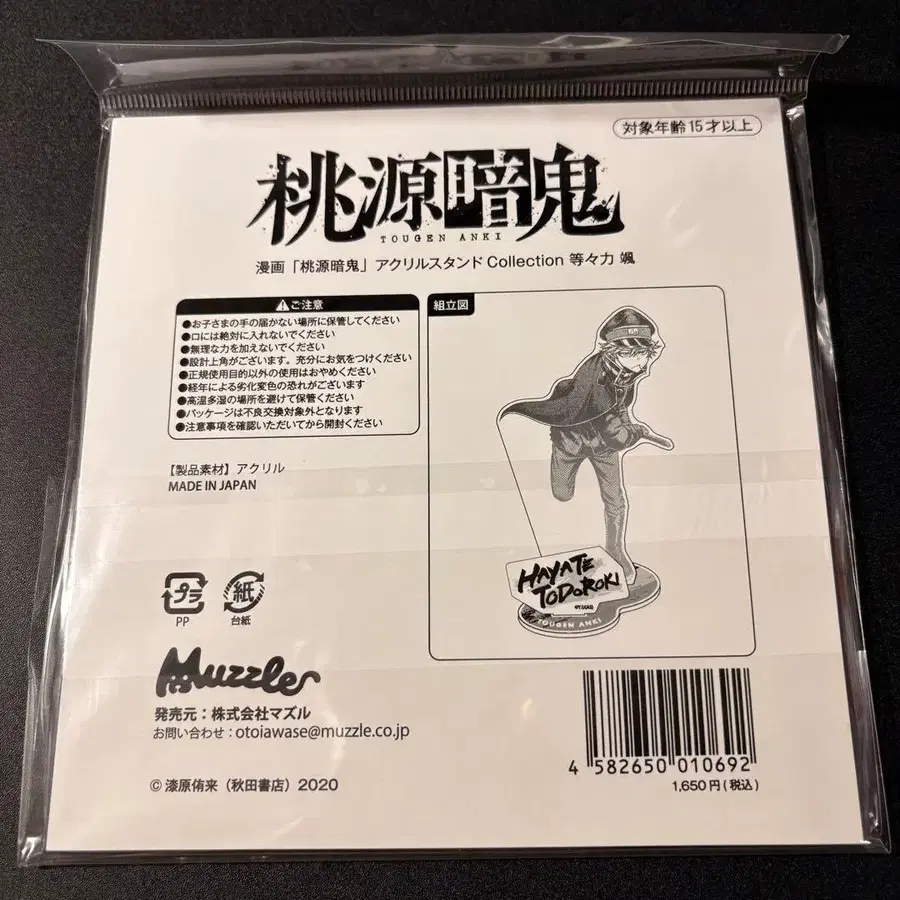 対象年齢15才以上
桃源暗鬼
TOUGEN ANKI
漫画「桃源暗鬼」アクリルスタンド Collection 等々力 颯
⚠ご注意
●お子さまの手の届かない場所に保管してください
●口には絶対に入れないでください
●無理な力を加えないでください
●設計上角がございます。充分にお気をつけください
●正規使用目的以外の使用はおやめください
●経年による劣化変色の恐れがございます
●高温多湿の場所を避けて保管ください
●パッケージは不良交換対象外となります
●注意事項を確認いただいてから開封ください
組立図
HAYATE
TODOROKI
TOUGEN ANKI
【製品素材】アクリル
MADE IN JAPAN
プラ
PP
紙
台紙
Muzzle
発売元：株式会社マズル
お問い合わせ：otoiawase@muzzle.co.jp
© 漆原侑来（秋田書店）2020
4 582650 010692
1,650円(税込)